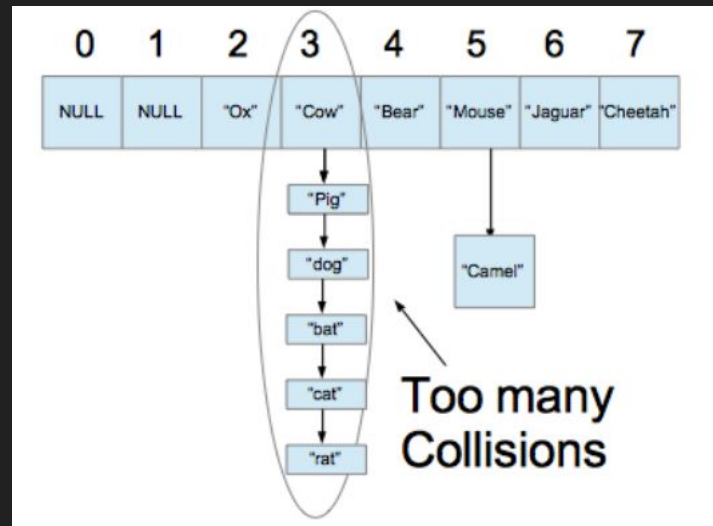 0 1 2 3 4 5 6 7
NULL NULL "Ox" "Cow" "Bear" "Mouse" "Jaguar" "Cheetah"
"Pig"
"dog"
"Camel"
"bat"
"cat"
"rat"
Too many
Collisions